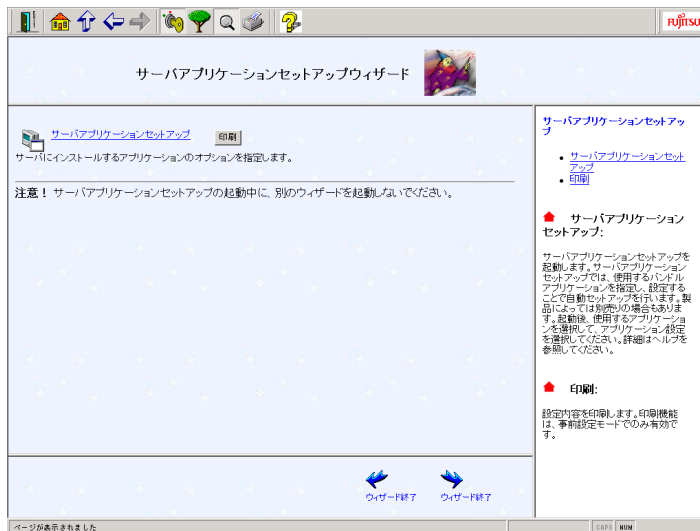 FUJITSU
サーバアプリケーションセットアップウィザード
サーバアプリケーションセットアップ
印刷
サーバにインストールするアプリケーションのオプションを指定します。
注意！ サーバアプリケーションセットアップの起動中に、別のウィザードを起動しないでください。
ウィザード終了
ウィザード終了
サーバアプリケーションセットアッ
プ
サーバアプリケーションセット
アップ
印刷
サーバアプリケーション
セットアップ:
サーバアプリケーションセットアップを
起動します。サーバアプリケーション
セットアップでは、使用するバンドル
アプリケーションを指定し、設定する
ことで自動セットアップを行います。製
品によっては別売りの場合もありま
す。起動後、使用するアプリケーショ
ンを選択して、アプリケーション設定
を選択してください。詳細はヘルプを
参照してください。
印刷:
設定内容を印刷します。印刷機能
は、事前設定モードでのみ有効で
す。
ページが表示されました
CAPS
NUM